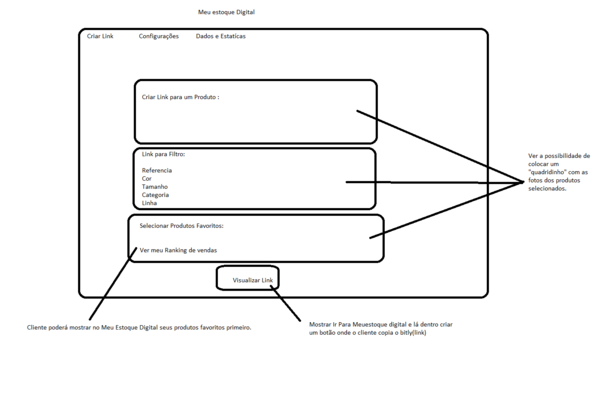 Meu estoque Digital
Criar Link Configurações Dados e Estaticas
Criar Link para um Produto :
Link para Filtro:
Referencia
Cor
Tamanho
Categoria
Linha
Selecionar Produtos Favoritos:
Ver meu Ranking de vendas
Visualizar Link
Ver a possibilidade de
colocar um
"quadridinho" com as
fotos dos produtos
selecionados.
Cliente poderá mostrar no Meu Estoque Digital seus produtos favoritos primeiro.
Mostrar Ir Para Meuestoque digital e lá dentro criar
um botão onde o cliente copia o bitly(link)